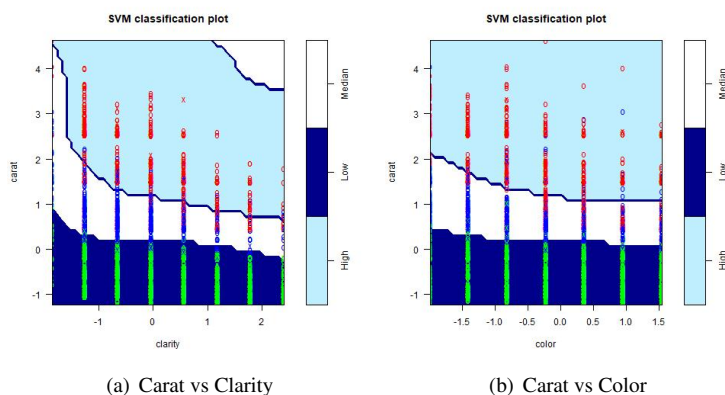 SVM classification plot
carat
4
3
2
1
0
-1
-1
0
1
2
clarity
Median
Low
High
SVM classification plot
carat
4
3
2
1
0
-1
-1.5
-1.0
-0.5
0.0
0.5
1.0
1.5
color
Median
Low
High
(a) Carat vs Clarity
(b) Carat vs Color